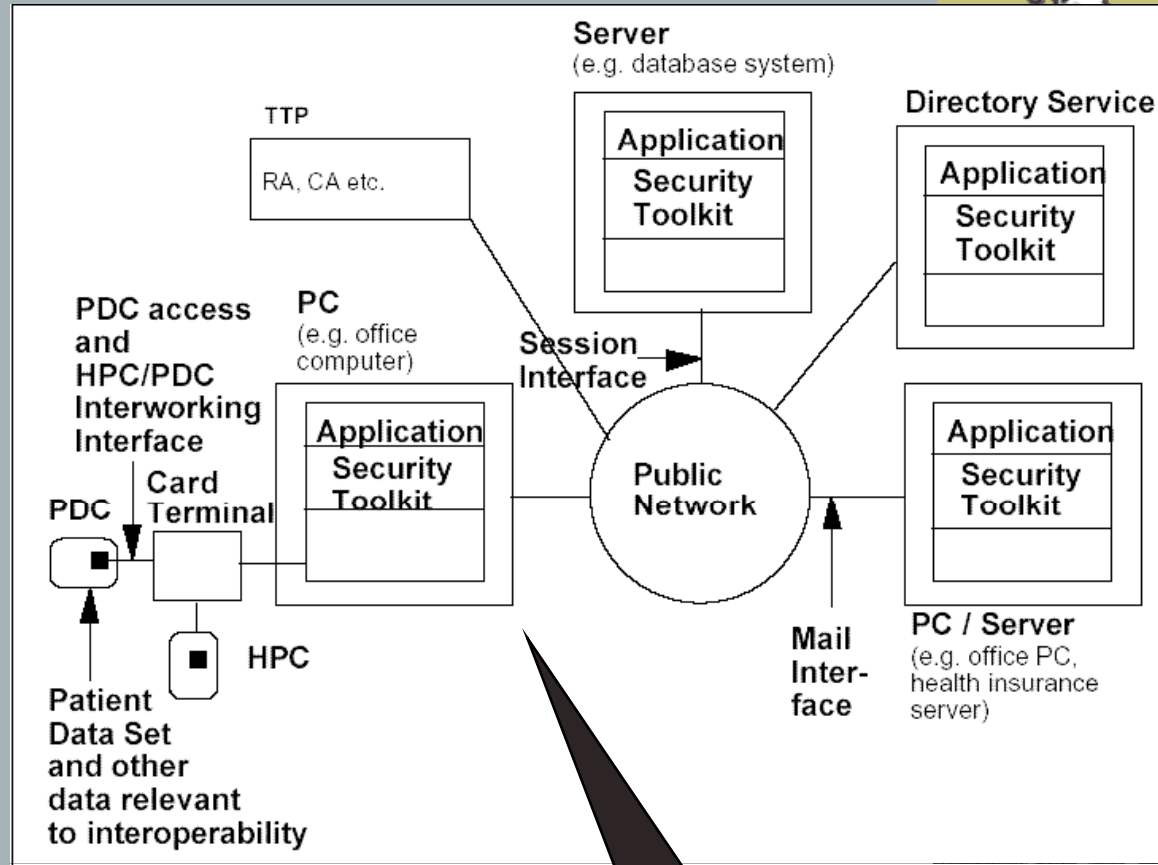 Server
(e.g. database system)
Application
Security
Toolkit
Directory Service
Application
Security
Toolkit
TTP
RA, CA etc.
PDC access
and
HPC/PDC
Interworking
Interface
PC
(e.g. office
computer)
Application
Security
Toolkit
Session
Interface
Public
Network
Application
Security
Toolkit
PDC
Card
Terminal
HPC
Patient
Data Set
and other
data relevant
to interoperability
Mail
Inter-
face
PC / Server
(e.g. office PC,
health insurance
server)